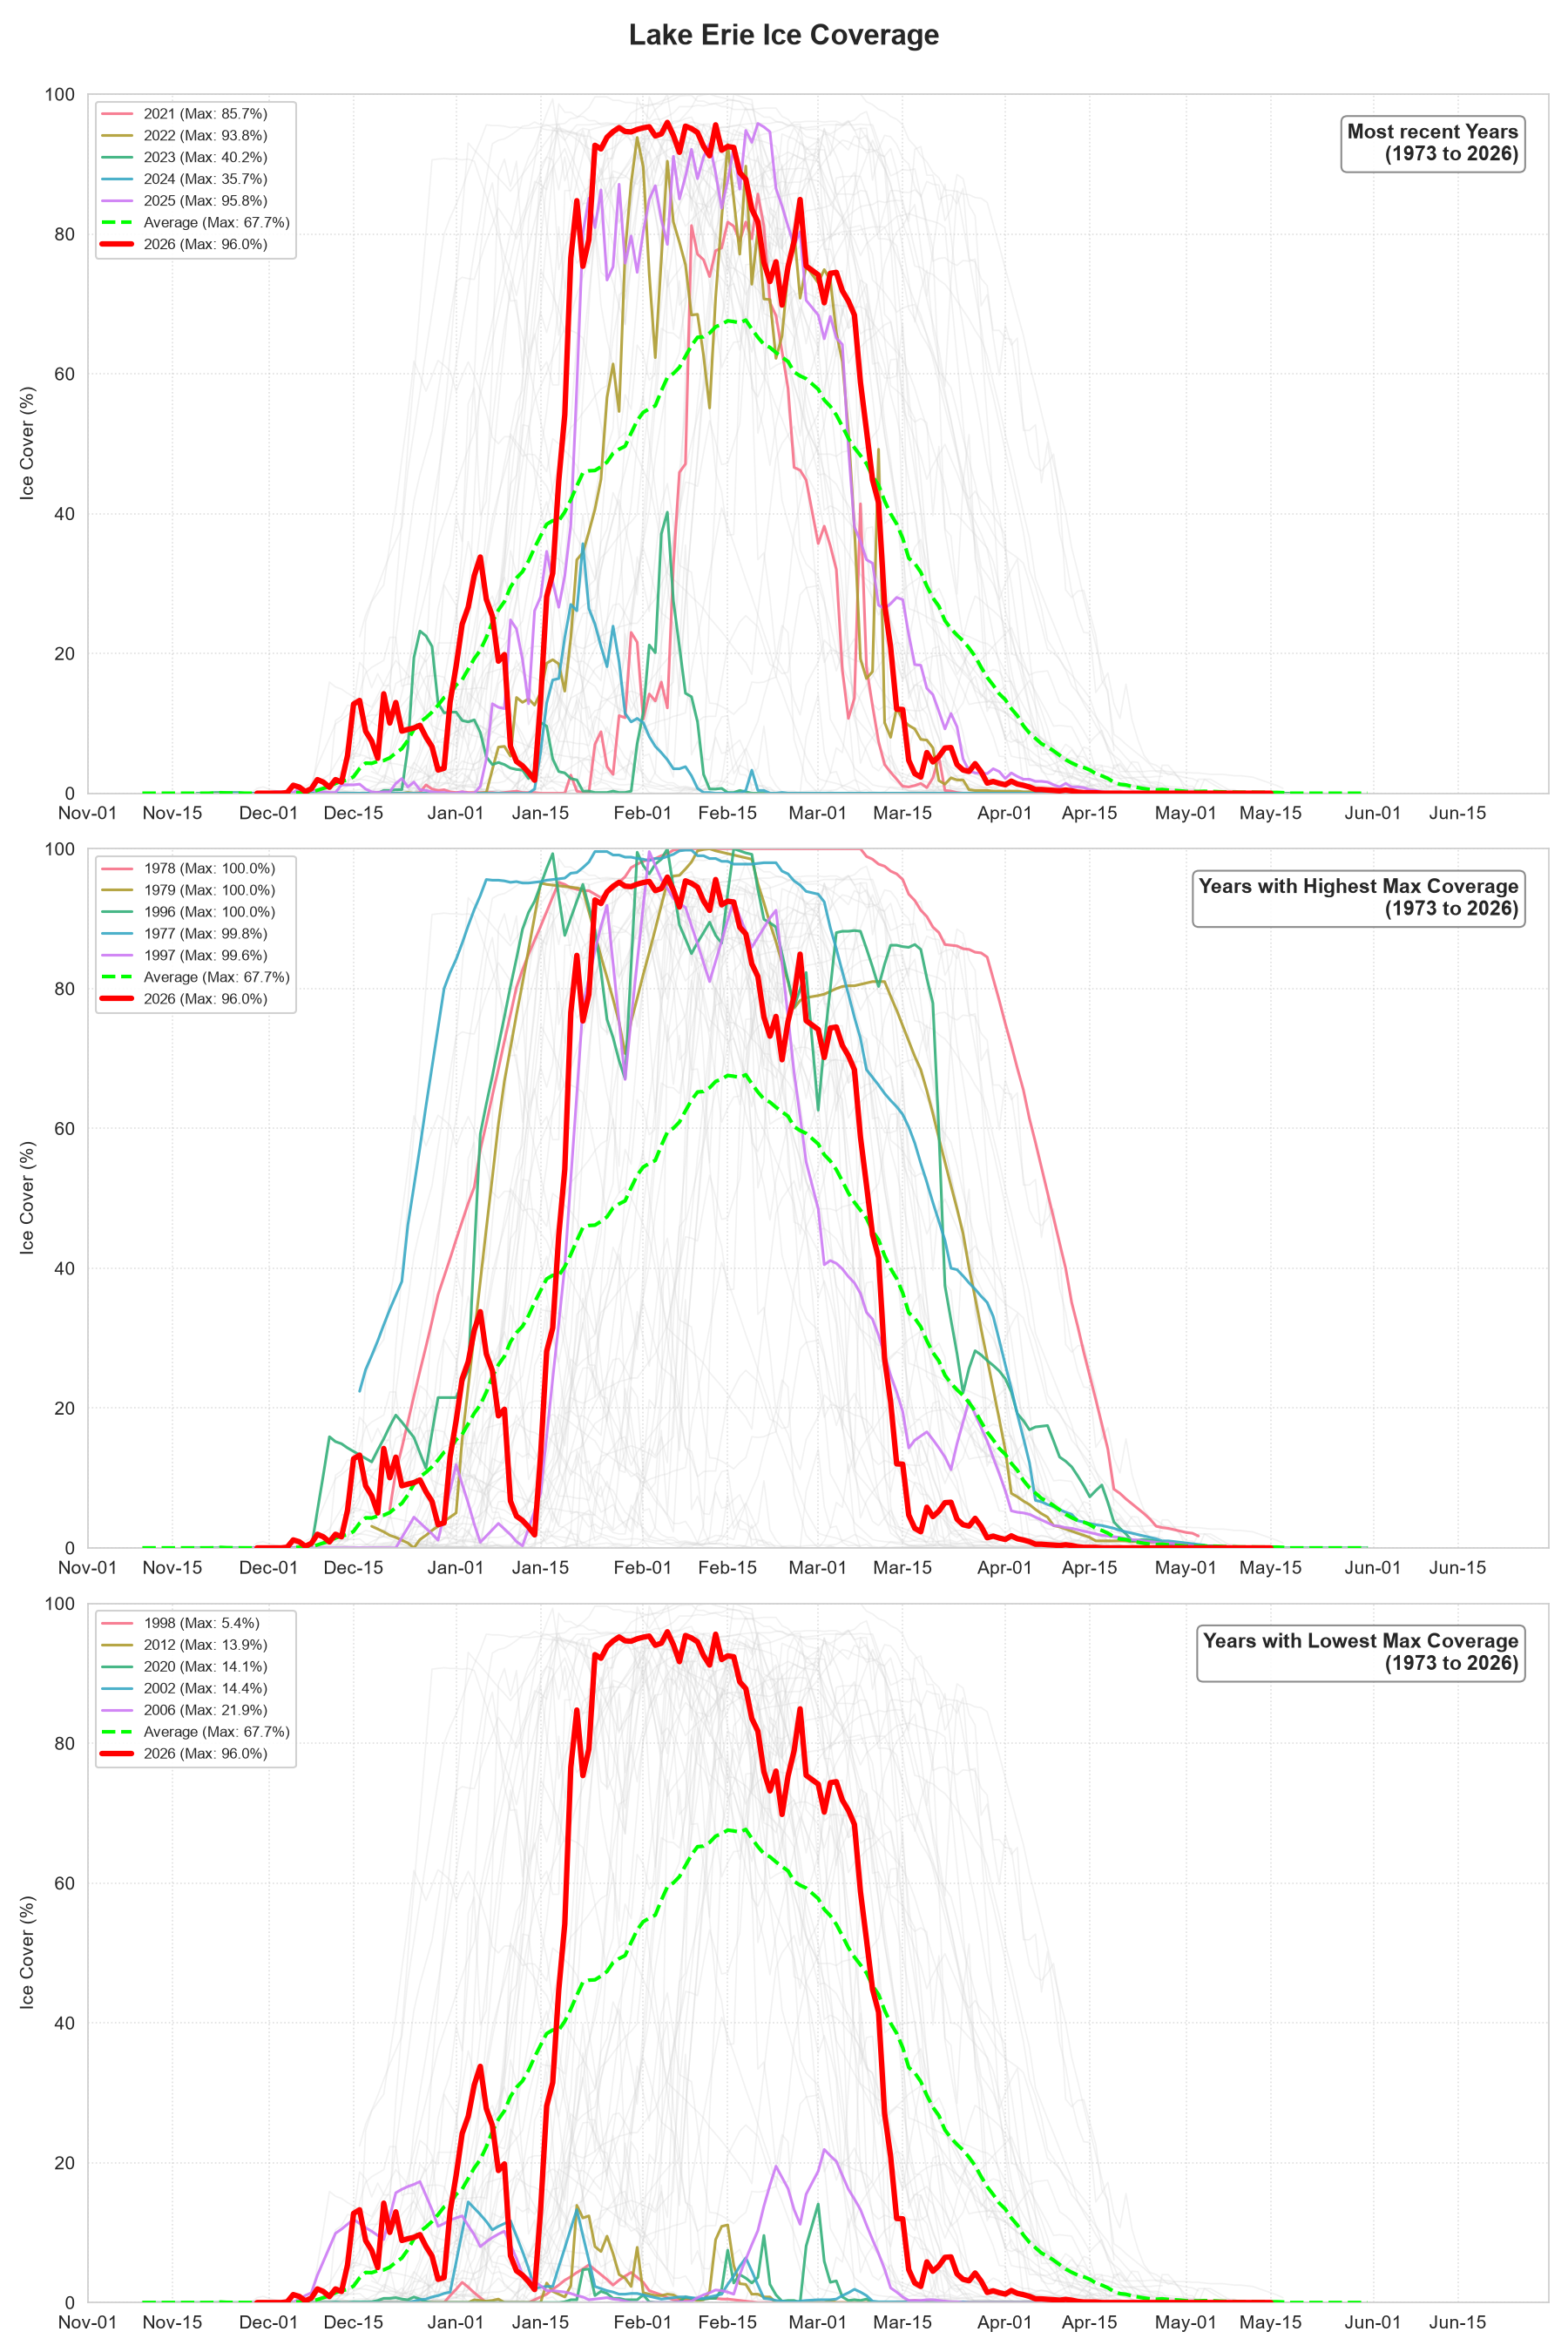 Lake Erie Ice Coverage
100
80
60
40
20
0
Ice Cover (%)
2021 (Max: 85.7%)
2022 (Max: 93.8%)
2023 (Max: 40.2%)
2024 (Max: 35.7%)
2025 (Max: 95.8%)
Average (Max: 67.7%)
2026 (Max: 96.0%)
Most recent Years
(1973 to 2026)
Nov-01 Nov-15 Dec-01 Dec-15 Jan-01 Jan-15 Feb-01 Feb-15 Mar-01 Mar-15 Apr-01 Apr-15 May-01 May-15 Jun-01 Jun-15
100
80
60
40
20
0
Ice Cover (%)
1978 (Max: 100.0%)
1979 (Max: 100.0%)
1996 (Max: 100.0%)
1977 (Max: 99.8%)
1997 (Max: 99.6%)
Average (Max: 67.7%)
2026 (Max: 96.0%)
Years with Highest Max Coverage
(1973 to 2026)
Nov-01 Nov-15 Dec-01 Dec-15 Jan-01 Jan-15 Feb-01 Feb-15 Mar-01 Mar-15 Apr-01 Apr-15 May-01 May-15 Jun-01 Jun-15
100
80
60
40
20
0
Ice Cover (%)
1998 (Max: 5.4%)
2012 (Max: 13.9%)
2020 (Max: 14.1%)
2002 (Max: 14.4%)
2006 (Max: 21.9%)
Average (Max: 67.7%)
2026 (Max: 96.0%)
Years with Lowest Max Coverage
(1973 to 2026)
Nov-01 Nov-15 Dec-01 Dec-15 Jan-01 Jan-15 Feb-01 Feb-15 Mar-01 Mar-15 Apr-01 Apr-15 May-01 May-15 Jun-01 Jun-15